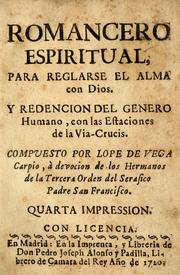 ROMANCERO
ESPIRITUAL,
PARA REGLARSE EL ALMA
con Dios.
Y REDENCION DEL GENERO
Humano, con las Estaciones
de la Via-Crucis.
COMPUESTO POR LOPE DE VEGA
Carpio, à devocion de los Hermanos
de la Tercera Orden del Serafico
Padre San Francisco.
QUARTA IMPRESSION.
CON LICENCIA:
En Madrid: En la Imprenta, y Libreria de
Don Pedro Joseph Alonso y Padilla, Li-
brero de Camara del Rey Año de 1720.